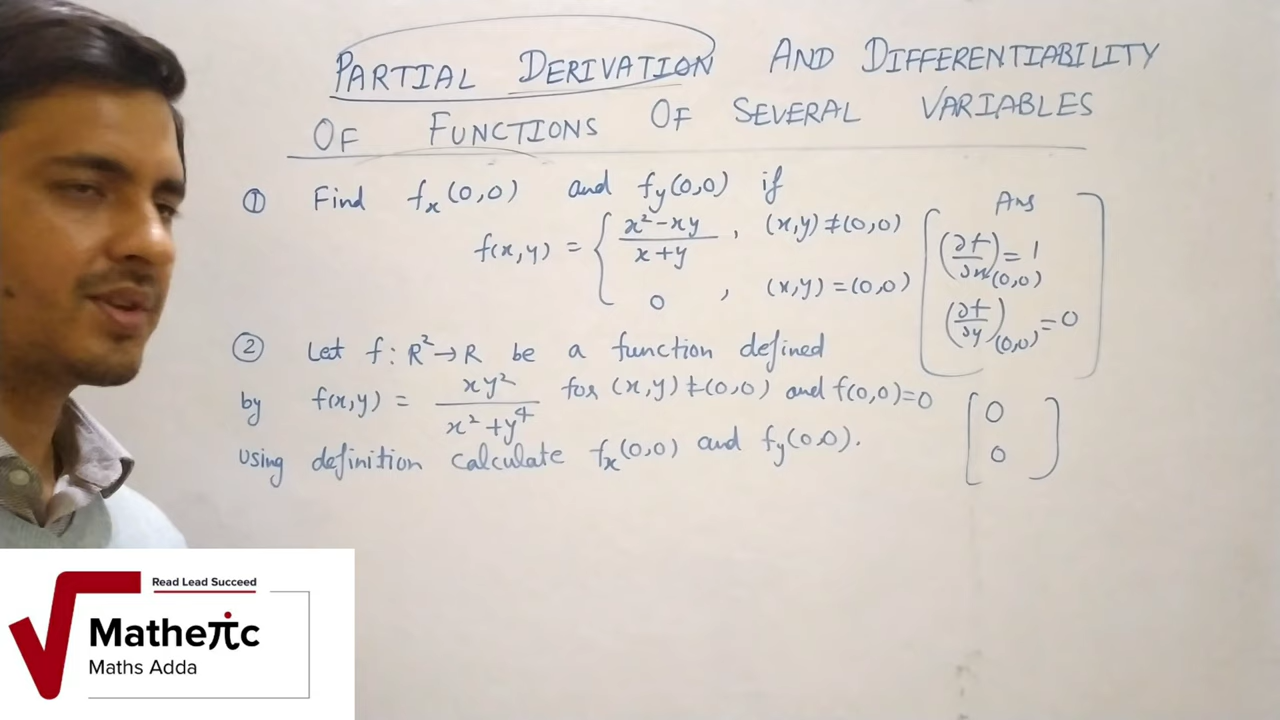 PARTIAL DERIVATION AND DIFFERENTIABILITY
OF FUNCTIONS OF SEVERAL VARIABLES
① Find fₓ(0,0) and f_y(0,0) if
f(x,y) = { (x²-xy)/(x+y) , (x,y)≠(0,0)
0 , (x,y)=(0,0)
Ans
(∂f/∂x)(0,0) = 1
(∂f/∂y)(0,0) = 0
② Let f: R²→R be a function defined
by f(x,y) = xy²/(x²+y⁴) for (x,y)≠(0,0) and f(0,0)=0
using definition calculate fₓ(0,0) and f_y(0,0).
[0
0]
Read Lead Succeed
Matheπc
Maths Adda